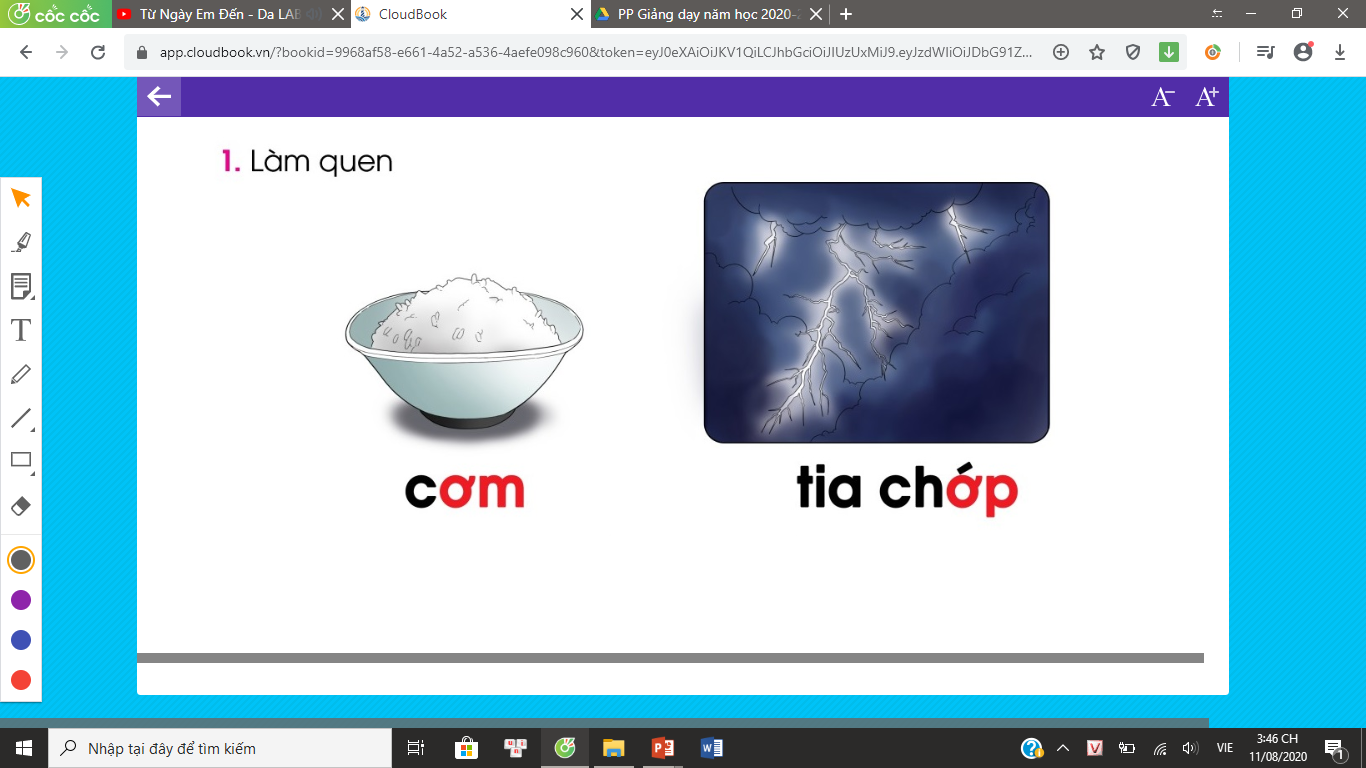 cốc cốc
Từ Ngày Em Đến - Da LAB
CloudBook
PP Giảng dạy năm học 2020-
app.cloudbook.vn/?bookid=9968af58-e661-4a52-a536-4aefe098c960&token=eyJ0eXAiOiJKV1QiLCJhbGciOiJIUzUxMiJ9.eyJzdWIiOiJDbG91Z...
A- A+
1. Làm quen
cơm
tia chớp
T
Nhập tại đây để tìm kiếm
VIE
3:46 CH
11/08/2020
1